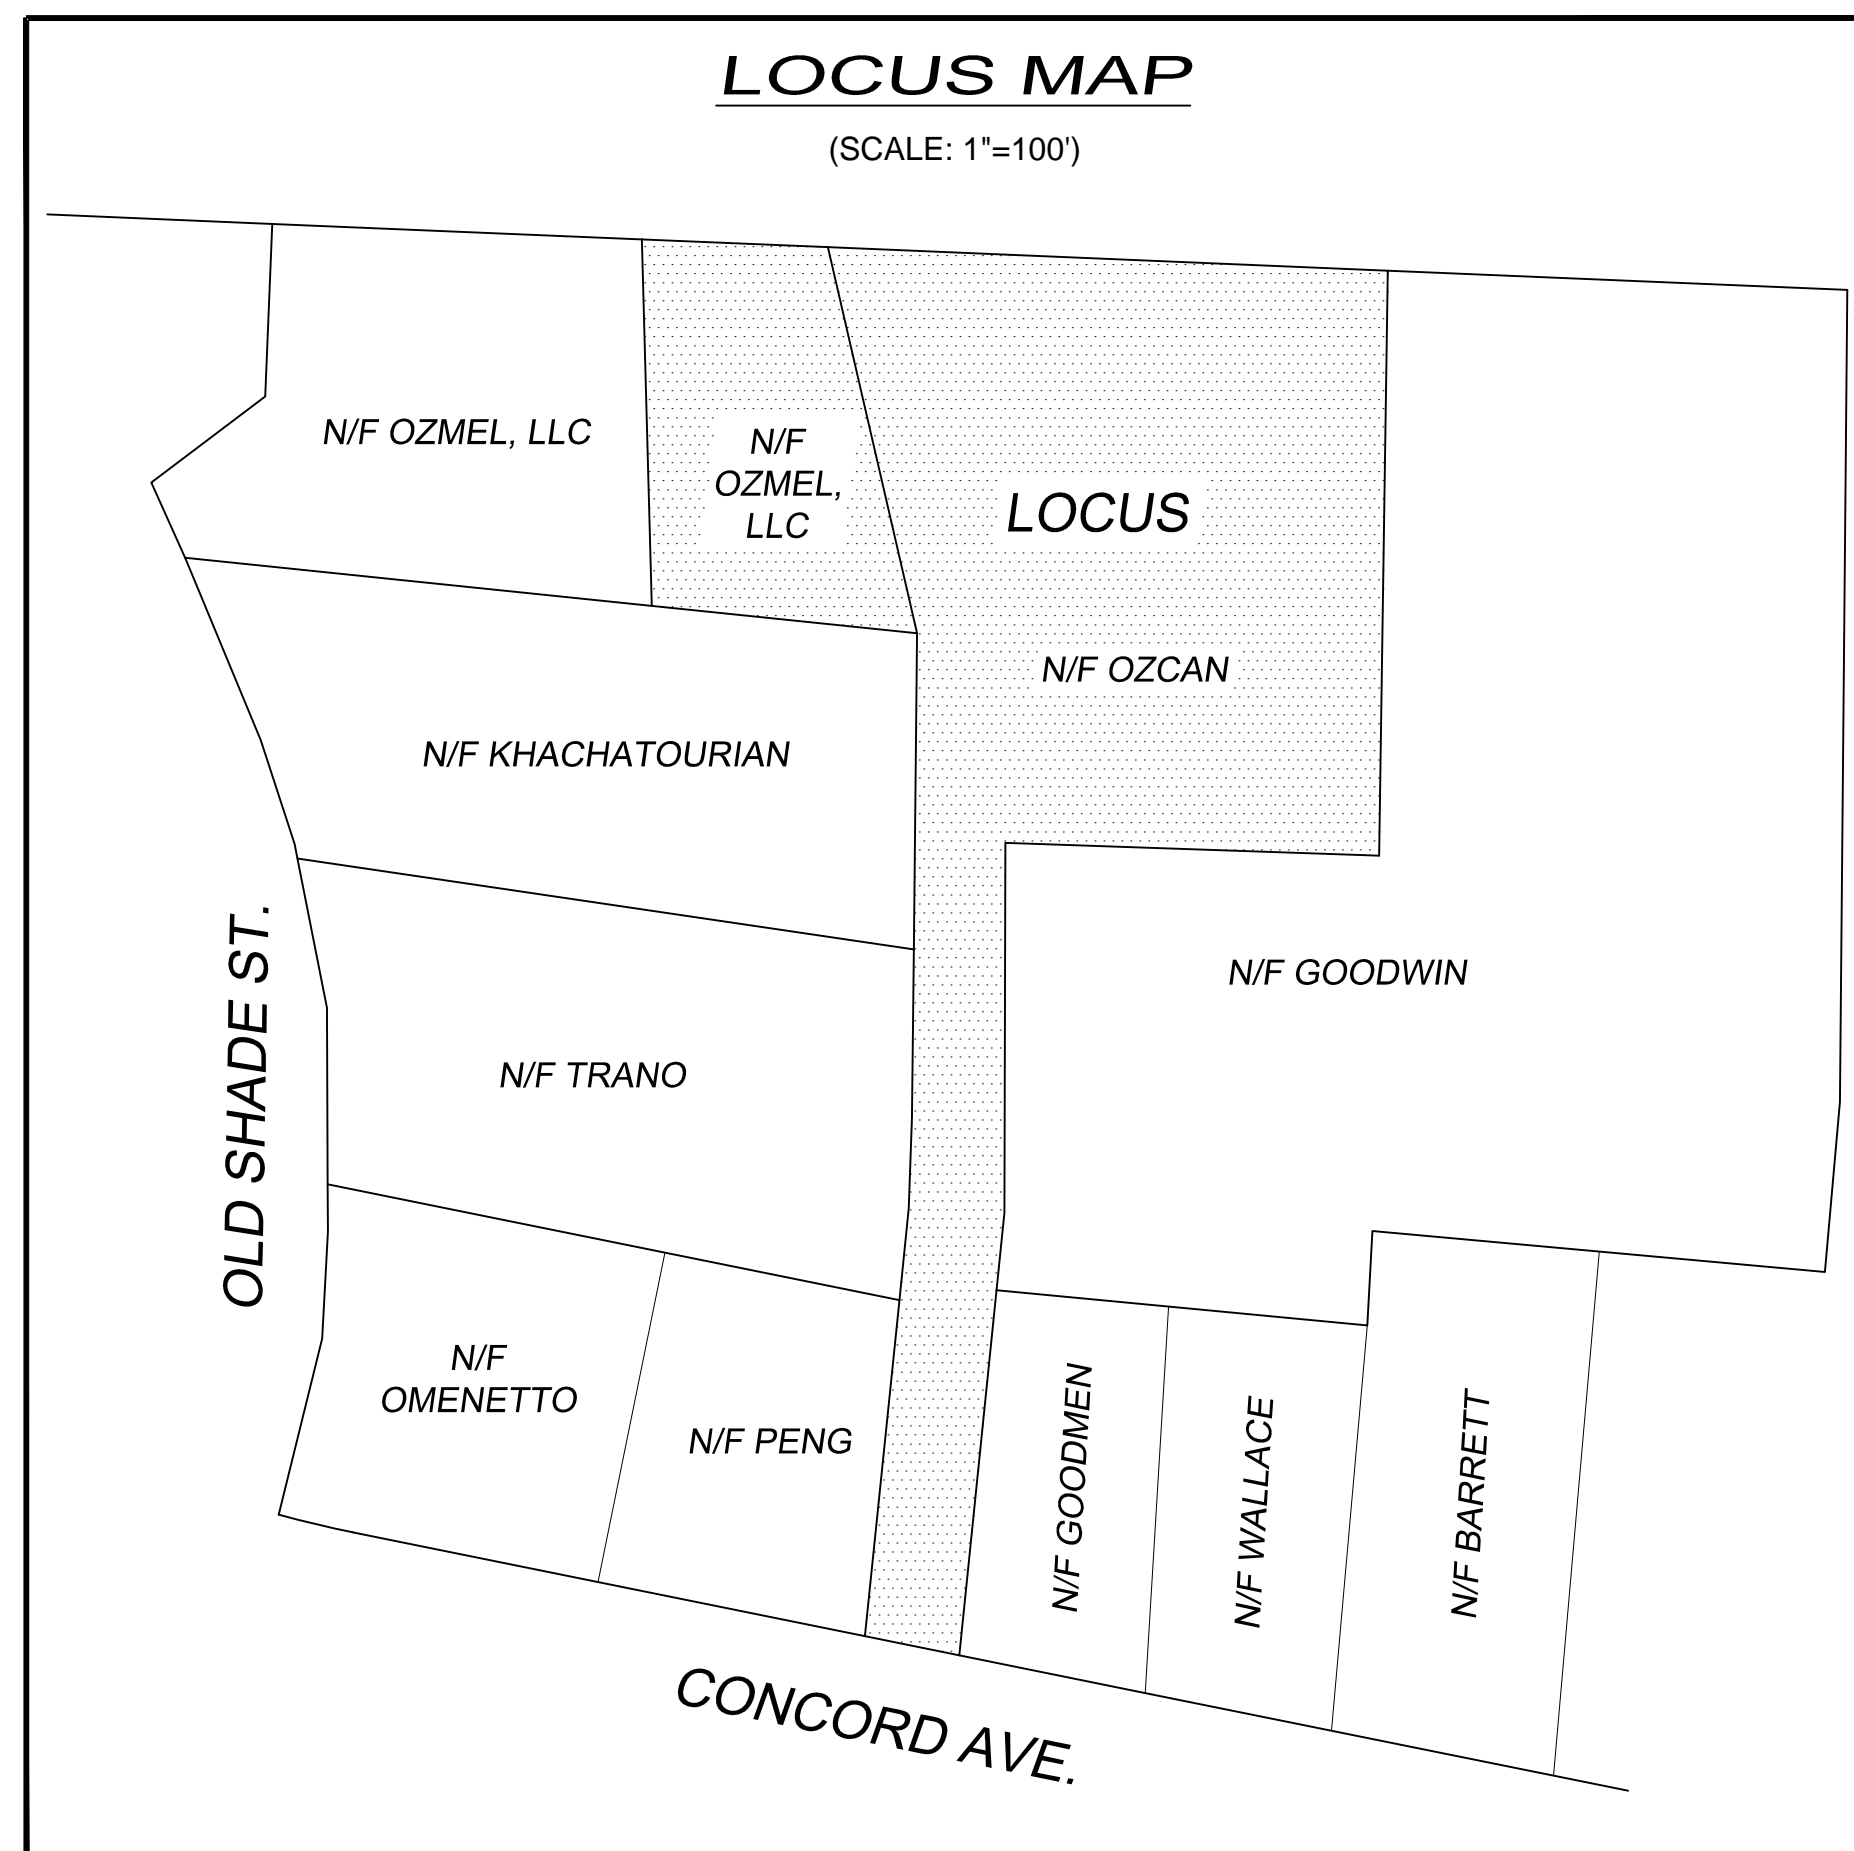 LOCUS MAP
(SCALE: 1"=100')
N/F OZMEL, LLC
N/F
OZMEL,
LLC
LOCUS
N/F OZCAN
N/F KHACHATOURIAN
N/F GOODWIN
N/F TRANO
OLD SHADE ST.
N/F
OMENETTO
N/F PENG
N/F GOODMEN
N/F WALLACE
N/F BARRETT
CONCORD AVE.